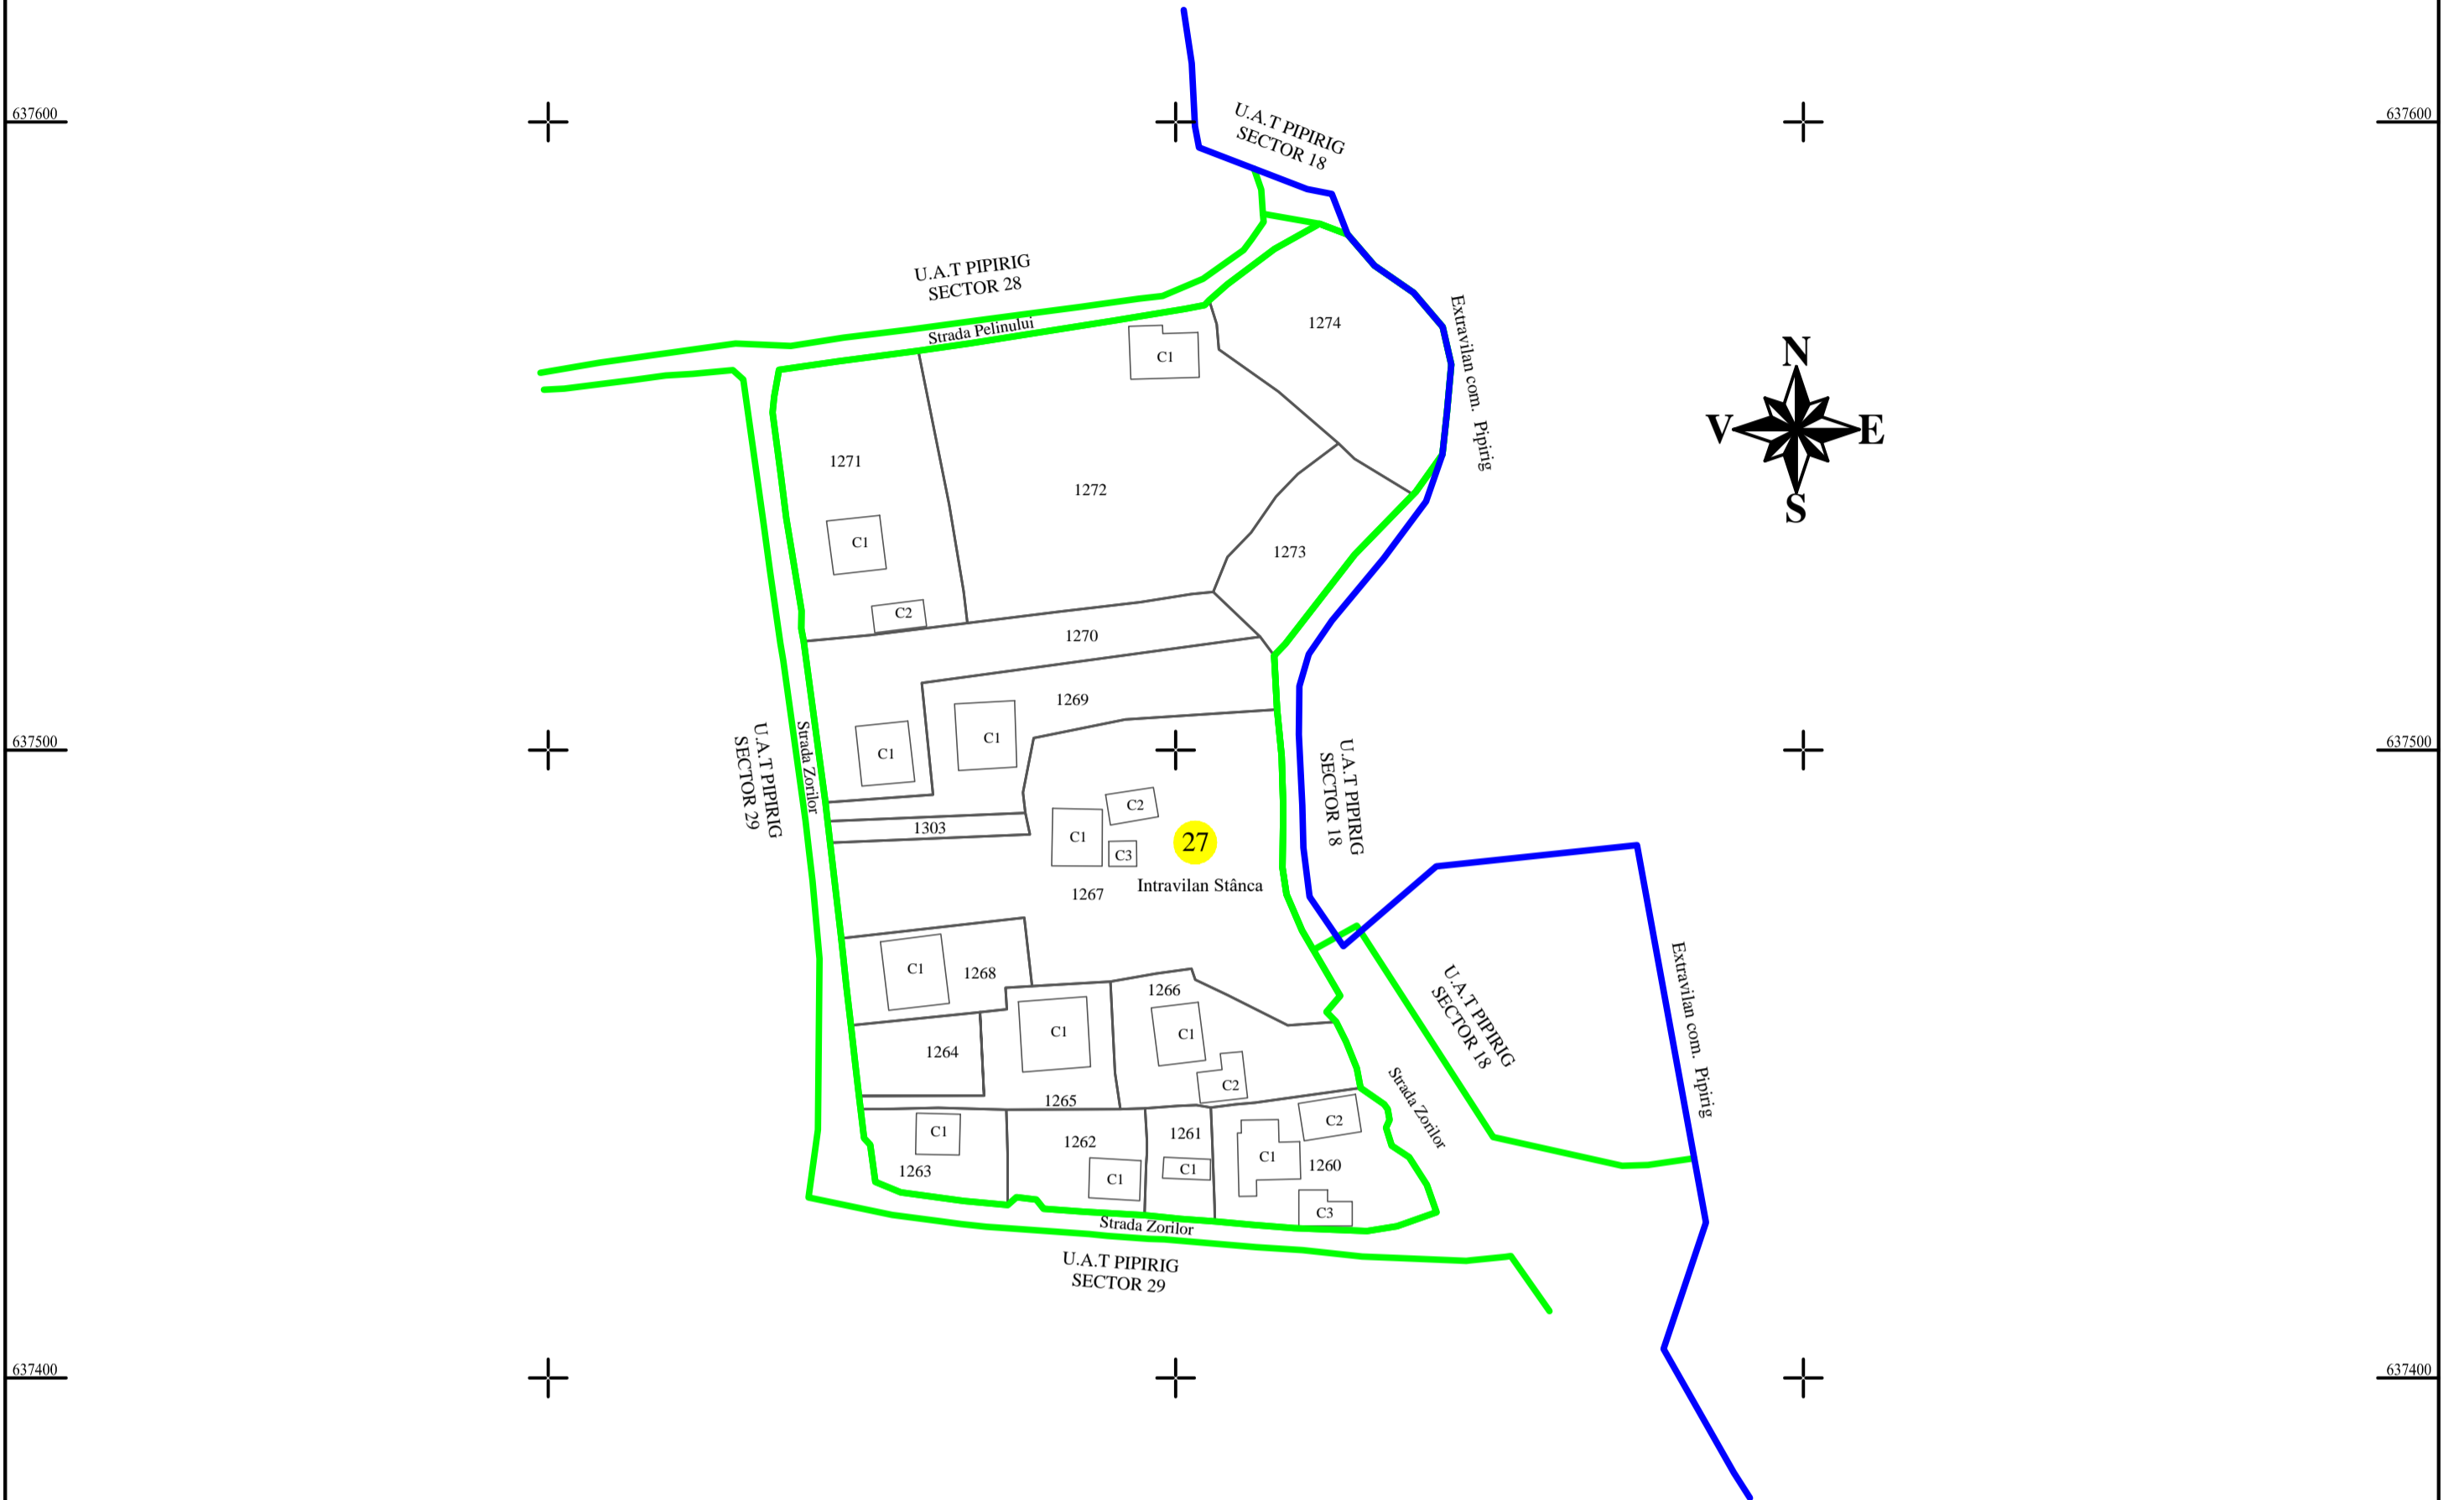 637600
637600
U.A.T PIPIRIG
SECTOR 18
U.A.T PIPIRIG
SECTOR 28
Strada Pelinului
1274
Extravilan com. Pipirig
N
V
E
S
C1
1271
1272
C1
1273
C2
1270
1269
637500
637500
U.A.T PIPIRIG
SECTOR 29
Strada Zorilor
C1
C1
U.A.T PIPIRIG
SECTOR 18
C2
1303
C1
C3
27
Intravilan Stânca
1267
C1
1268
1266
U.A.T PIPIRIG
SECTOR 18
Extravilan com. Pipirig
C1
C1
1264
C2
1265
Strada Zorilor
C1
1262
1261
C2
1263
C1
C1
C1
1260
C3
Strada Zorilor
U.A.T PIPIRIG
SECTOR 29
637400
637400